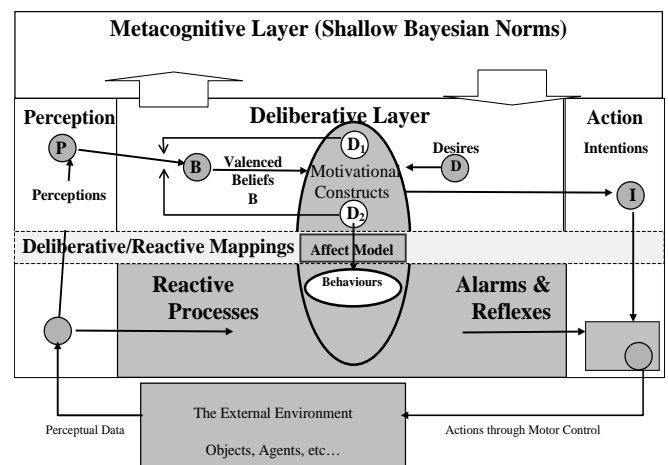 Metacognitive Layer (Shallow Bayesian Norms)
Perception
Deliberative Layer
Action
P
D1
Desires
Intentions
B
Valenced
Beliefs
B
Motivational
Constructs
D
Perceptions
D2
I
Deliberative/Reactive Mappings
Affect Model
Reactive
Processes
Behaviours
Alarms &
Reflexes
The External Environment
Perceptual Data
Actions through Motor Control
Objects, Agents, etc…